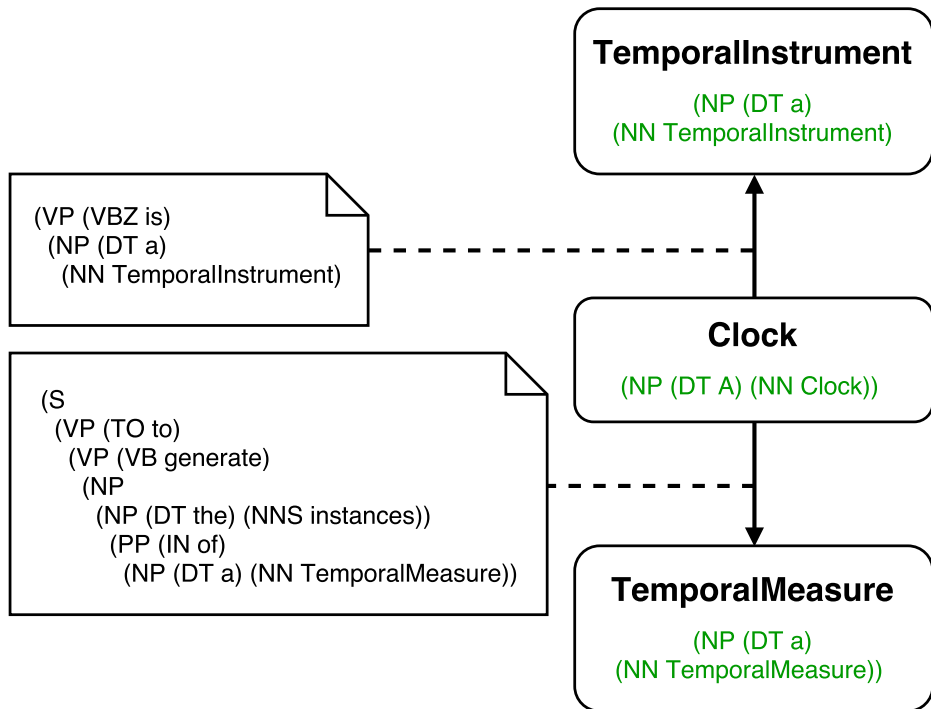 TemporalInstrument
(NP (DT a)
(NN TemporalInstrument)
(VP (VBZ is)
(NP (DT a)
(NN TemporalInstrument)
Clock
(NP (DT A) (NN Clock))
(S
(VP (TO to)
(VP (VB generate)
(NP
(NP (DT the) (NNS instances))
(PP (IN of)
(NP (DT a) (NN TemporalMeasure))
TemporalMeasure
(NP (DT a)
(NN TemporalMeasure))